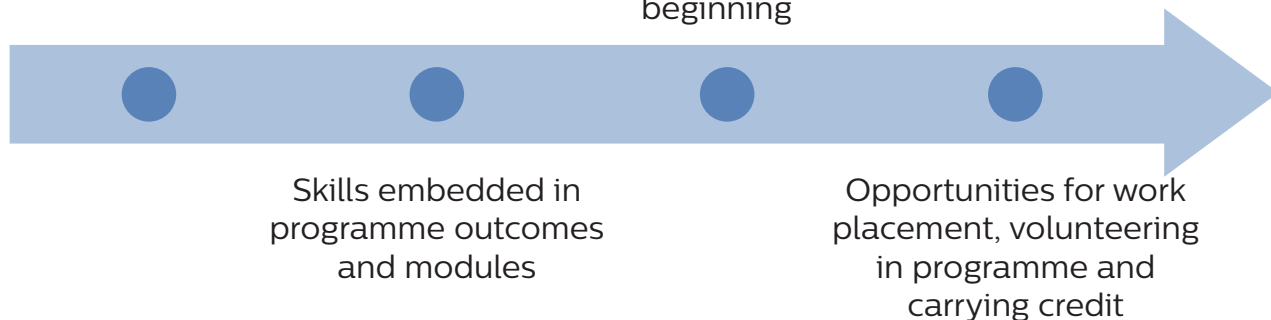 beginning
Skills embedded in
programme outcomes
and modules
Opportunities for work
placement, volunteering
in programme and
carrying credit